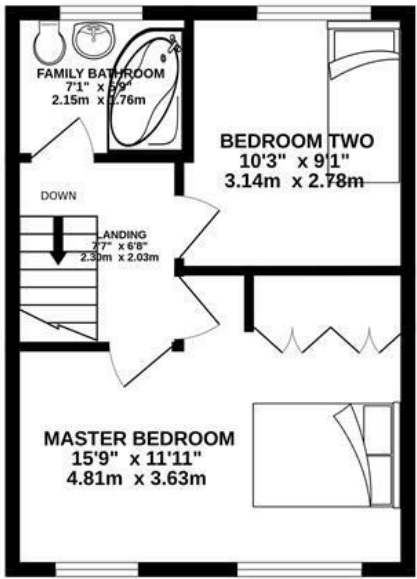 FAMILY BATHROOM
7'1" x 5'9"
2.15m x 1.76m
BEDROOM TWO
10'3" x 9'1"
3.14m x 2.78m
DOWN
LANDING
7'7" x 6'8"
2.30m x 2.03m
MASTER BEDROOM
15'9" x 11'11"
4.81m x 3.63m